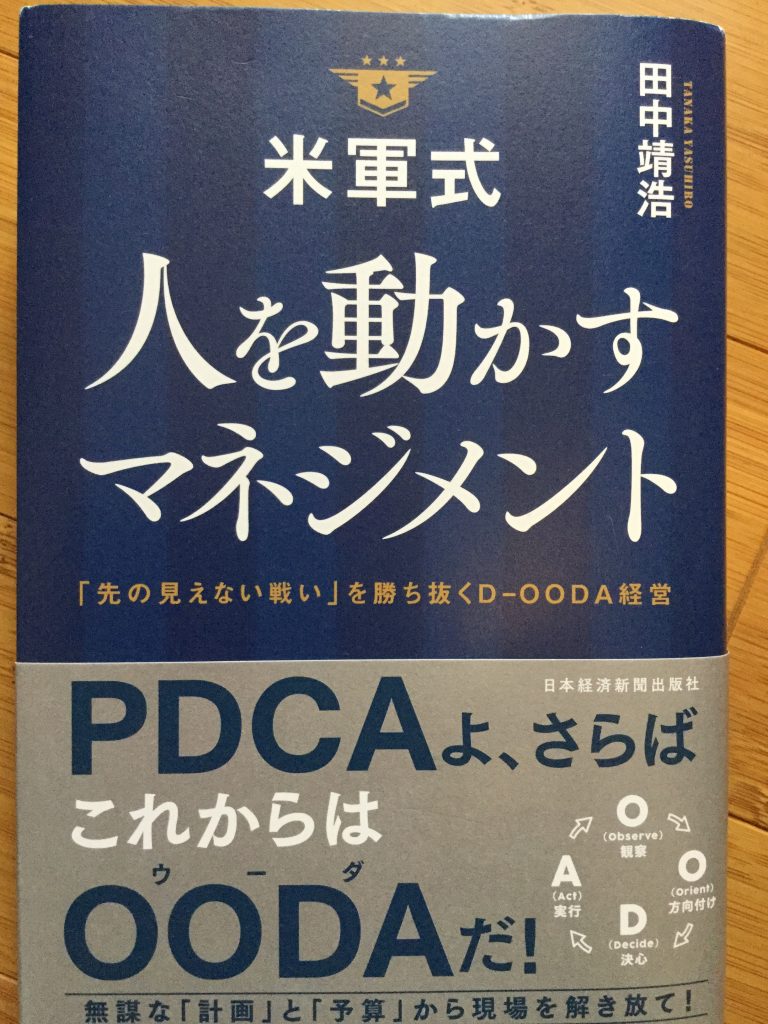 米軍式
田中靖浩
TANAKA YASUHIRO
人を動かす
マネジメント
「先の見えない戦い」を勝ち抜くD-OODA経営
日本経済新聞出版社
PDCAよ、さらば
これからは
ウーダ
OODAだ!
O
(Observe)
観察
O
(Orient)
方向付け
D
(Decide)
決心
A
(Act)
実行
無謀な「計画」と「予算」から現場を解き放て!